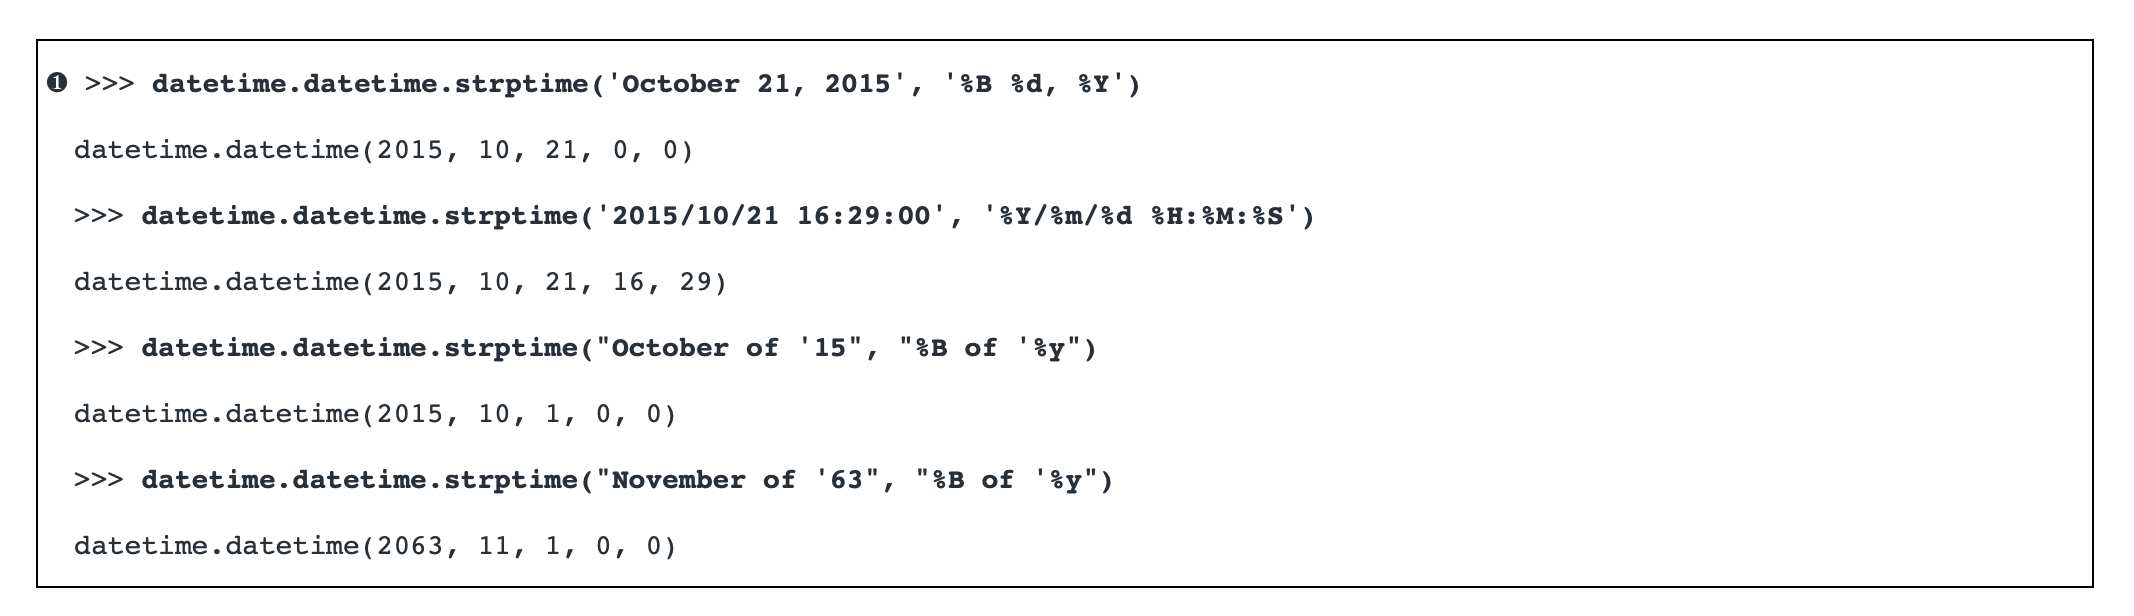 ❶ >>> datetime.datetime.strptime('October 21, 2015', '%B %d, %Y')
datetime.datetime(2015, 10, 21, 0, 0)
>>> datetime.datetime.strptime('2015/10/21 16:29:00', '%Y/%m/%d %H:%M:%S')
datetime.datetime(2015, 10, 21, 16, 29)
>>> datetime.datetime.strptime("October of '15", "%B of '%y")
datetime.datetime(2015, 10, 1, 0, 0)
>>> datetime.datetime.strptime("November of '63", "%B of '%y")
datetime.datetime(2063, 11, 1, 0, 0)